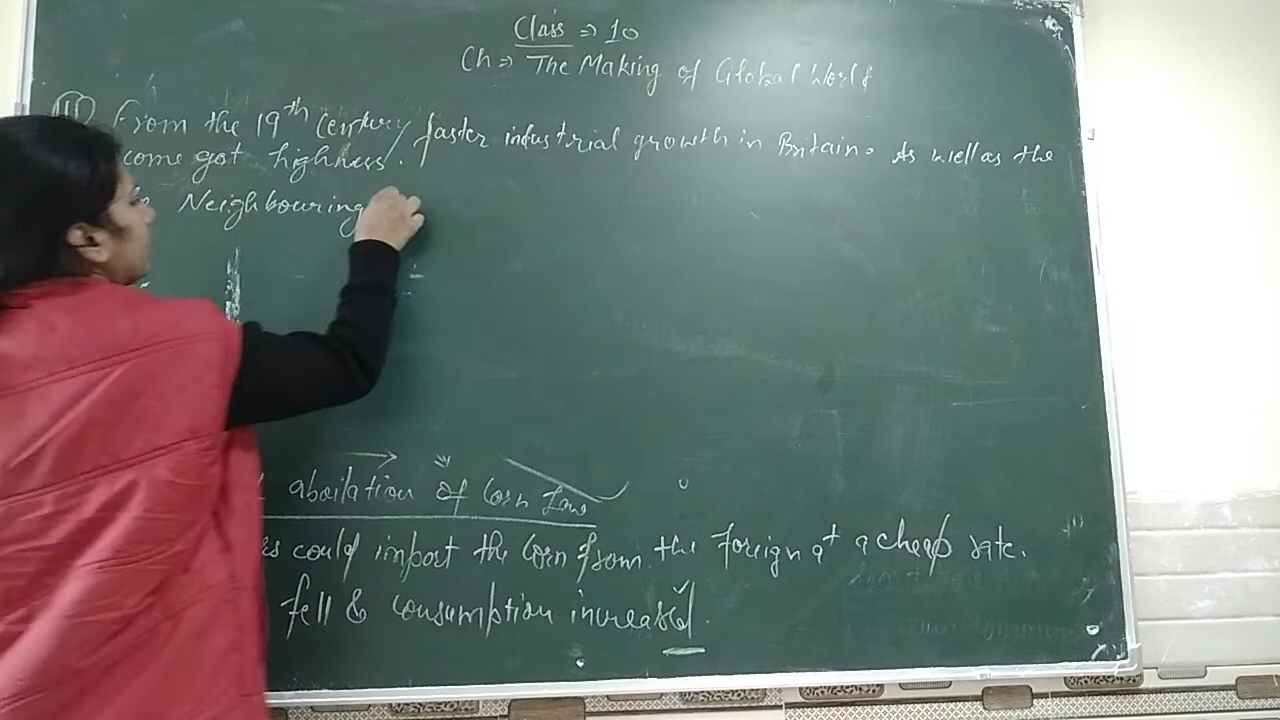 Class ⇒ 10
Ch ⇒ The Making of Global World
(III) From the 19th Century faster industrial growth in Britain. As well as the
come got highness.
Neighbouring
aboilation of Corn Laws
could import the Corn from the foreign at a cheap rate.
fell & consumption increased.